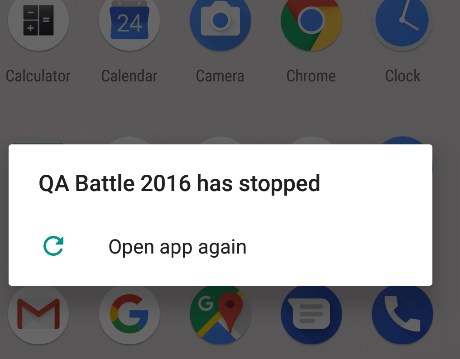 24
Calculator Calendar Camera Chrome Clock
QA Battle 2016 has stopped
Open app again